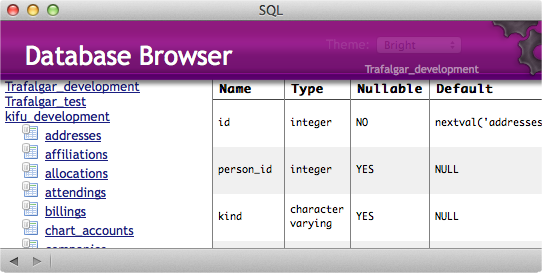 SQL
Theme: Bright
Database Browser
Trafalgar_development
Trafalgar_development
Trafalgar_test
kifu_development
addresses
affiliations
allocations
attendings
billings
chart_accounts
Name Type Nullable Default
id integer NO nextval('addresses
person_id integer YES NULL
kind character varying YES NULL